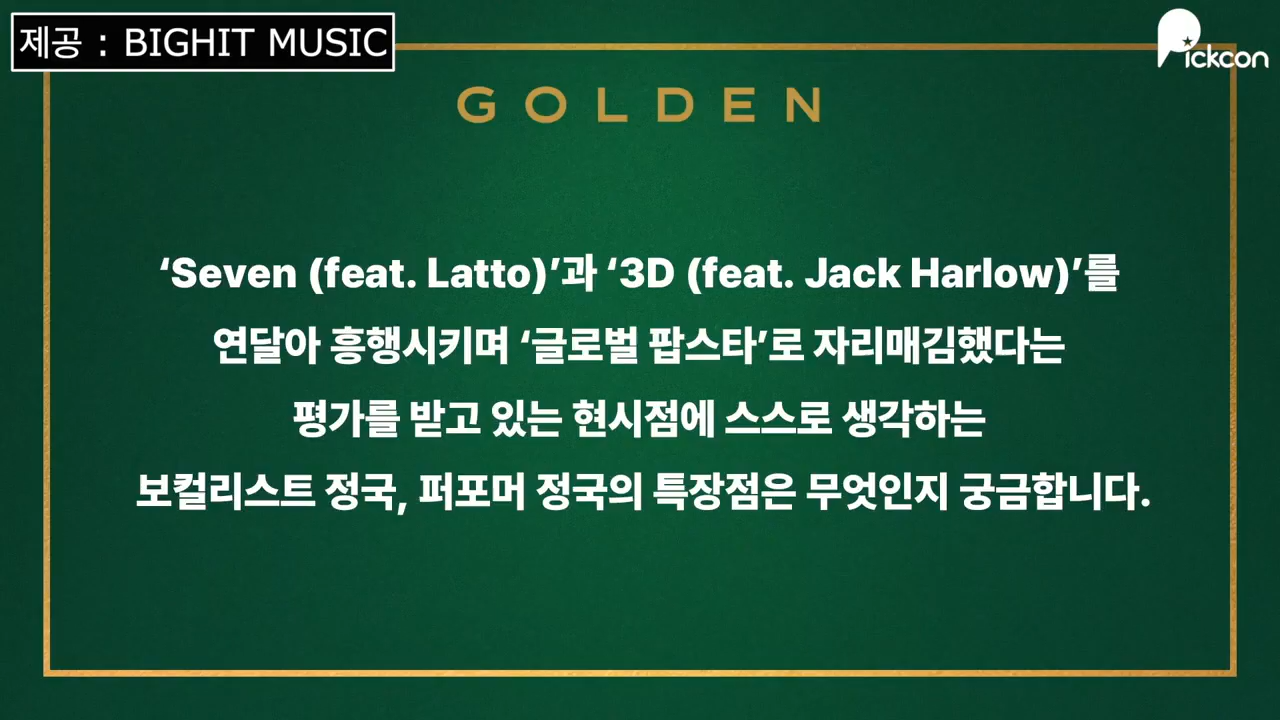 제공 : BIGHIT MUSIC
Pickcon
GOLDEN
‘Seven (feat. Latto)’과 ‘3D (feat. Jack Harlow)’를
연달아 흥행시키며 ‘글로벌 팝스타’로 자리매김했다는
평가를 받고 있는 현시점에 스스로 생각하는
보컬리스트 정국, 퍼포머 정국의 특장점은 무엇인지 궁금합니다.